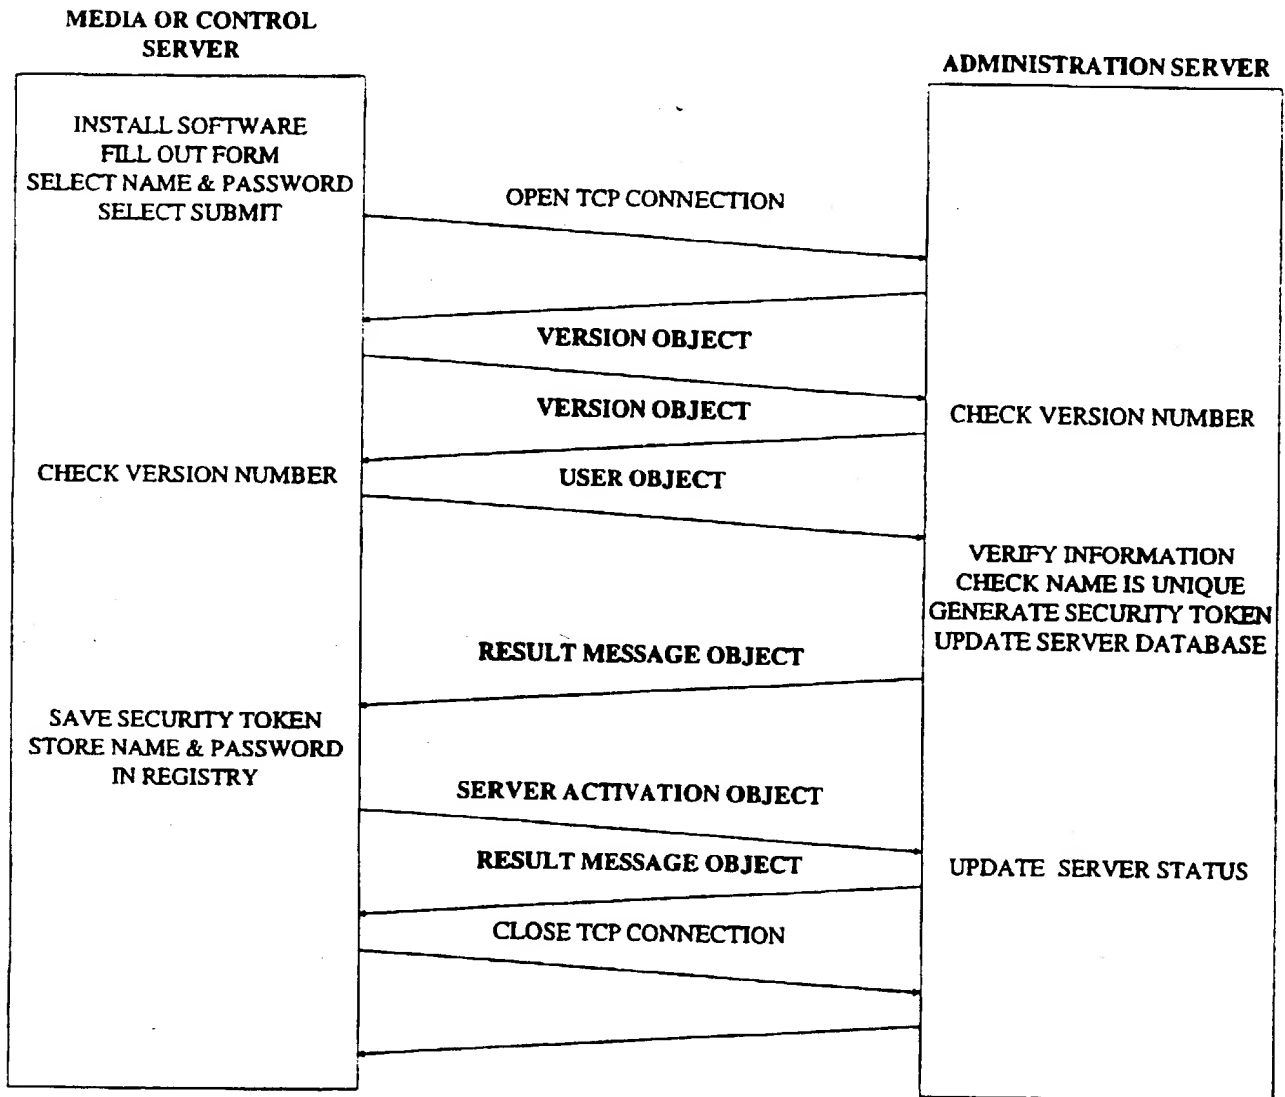 MEDIA OR CONTROL
SERVER
ADMINISTRATION SERVER
INSTALL SOFTWARE
FILL OUT FORM
SELECT NAME & PASSWORD
SELECT SUBMIT
OPEN TCP CONNECTION
VERSION OBJECT
VERSION OBJECT
CHECK VERSION NUMBER
CHECK VERSION NUMBER
USER OBJECT
VERIFY INFORMATION
CHECK NAME IS UNIQUE
GENERATE SECURITY TOKEN
UPDATE SERVER DATABASE
RESULT MESSAGE OBJECT
SAVE SECURITY TOKEN
STORE NAME & PASSWORD
IN REGISTRY
SERVER ACTIVATION OBJECT
RESULT MESSAGE OBJECT
UPDATE SERVER STATUS
CLOSE TCP CONNECTION